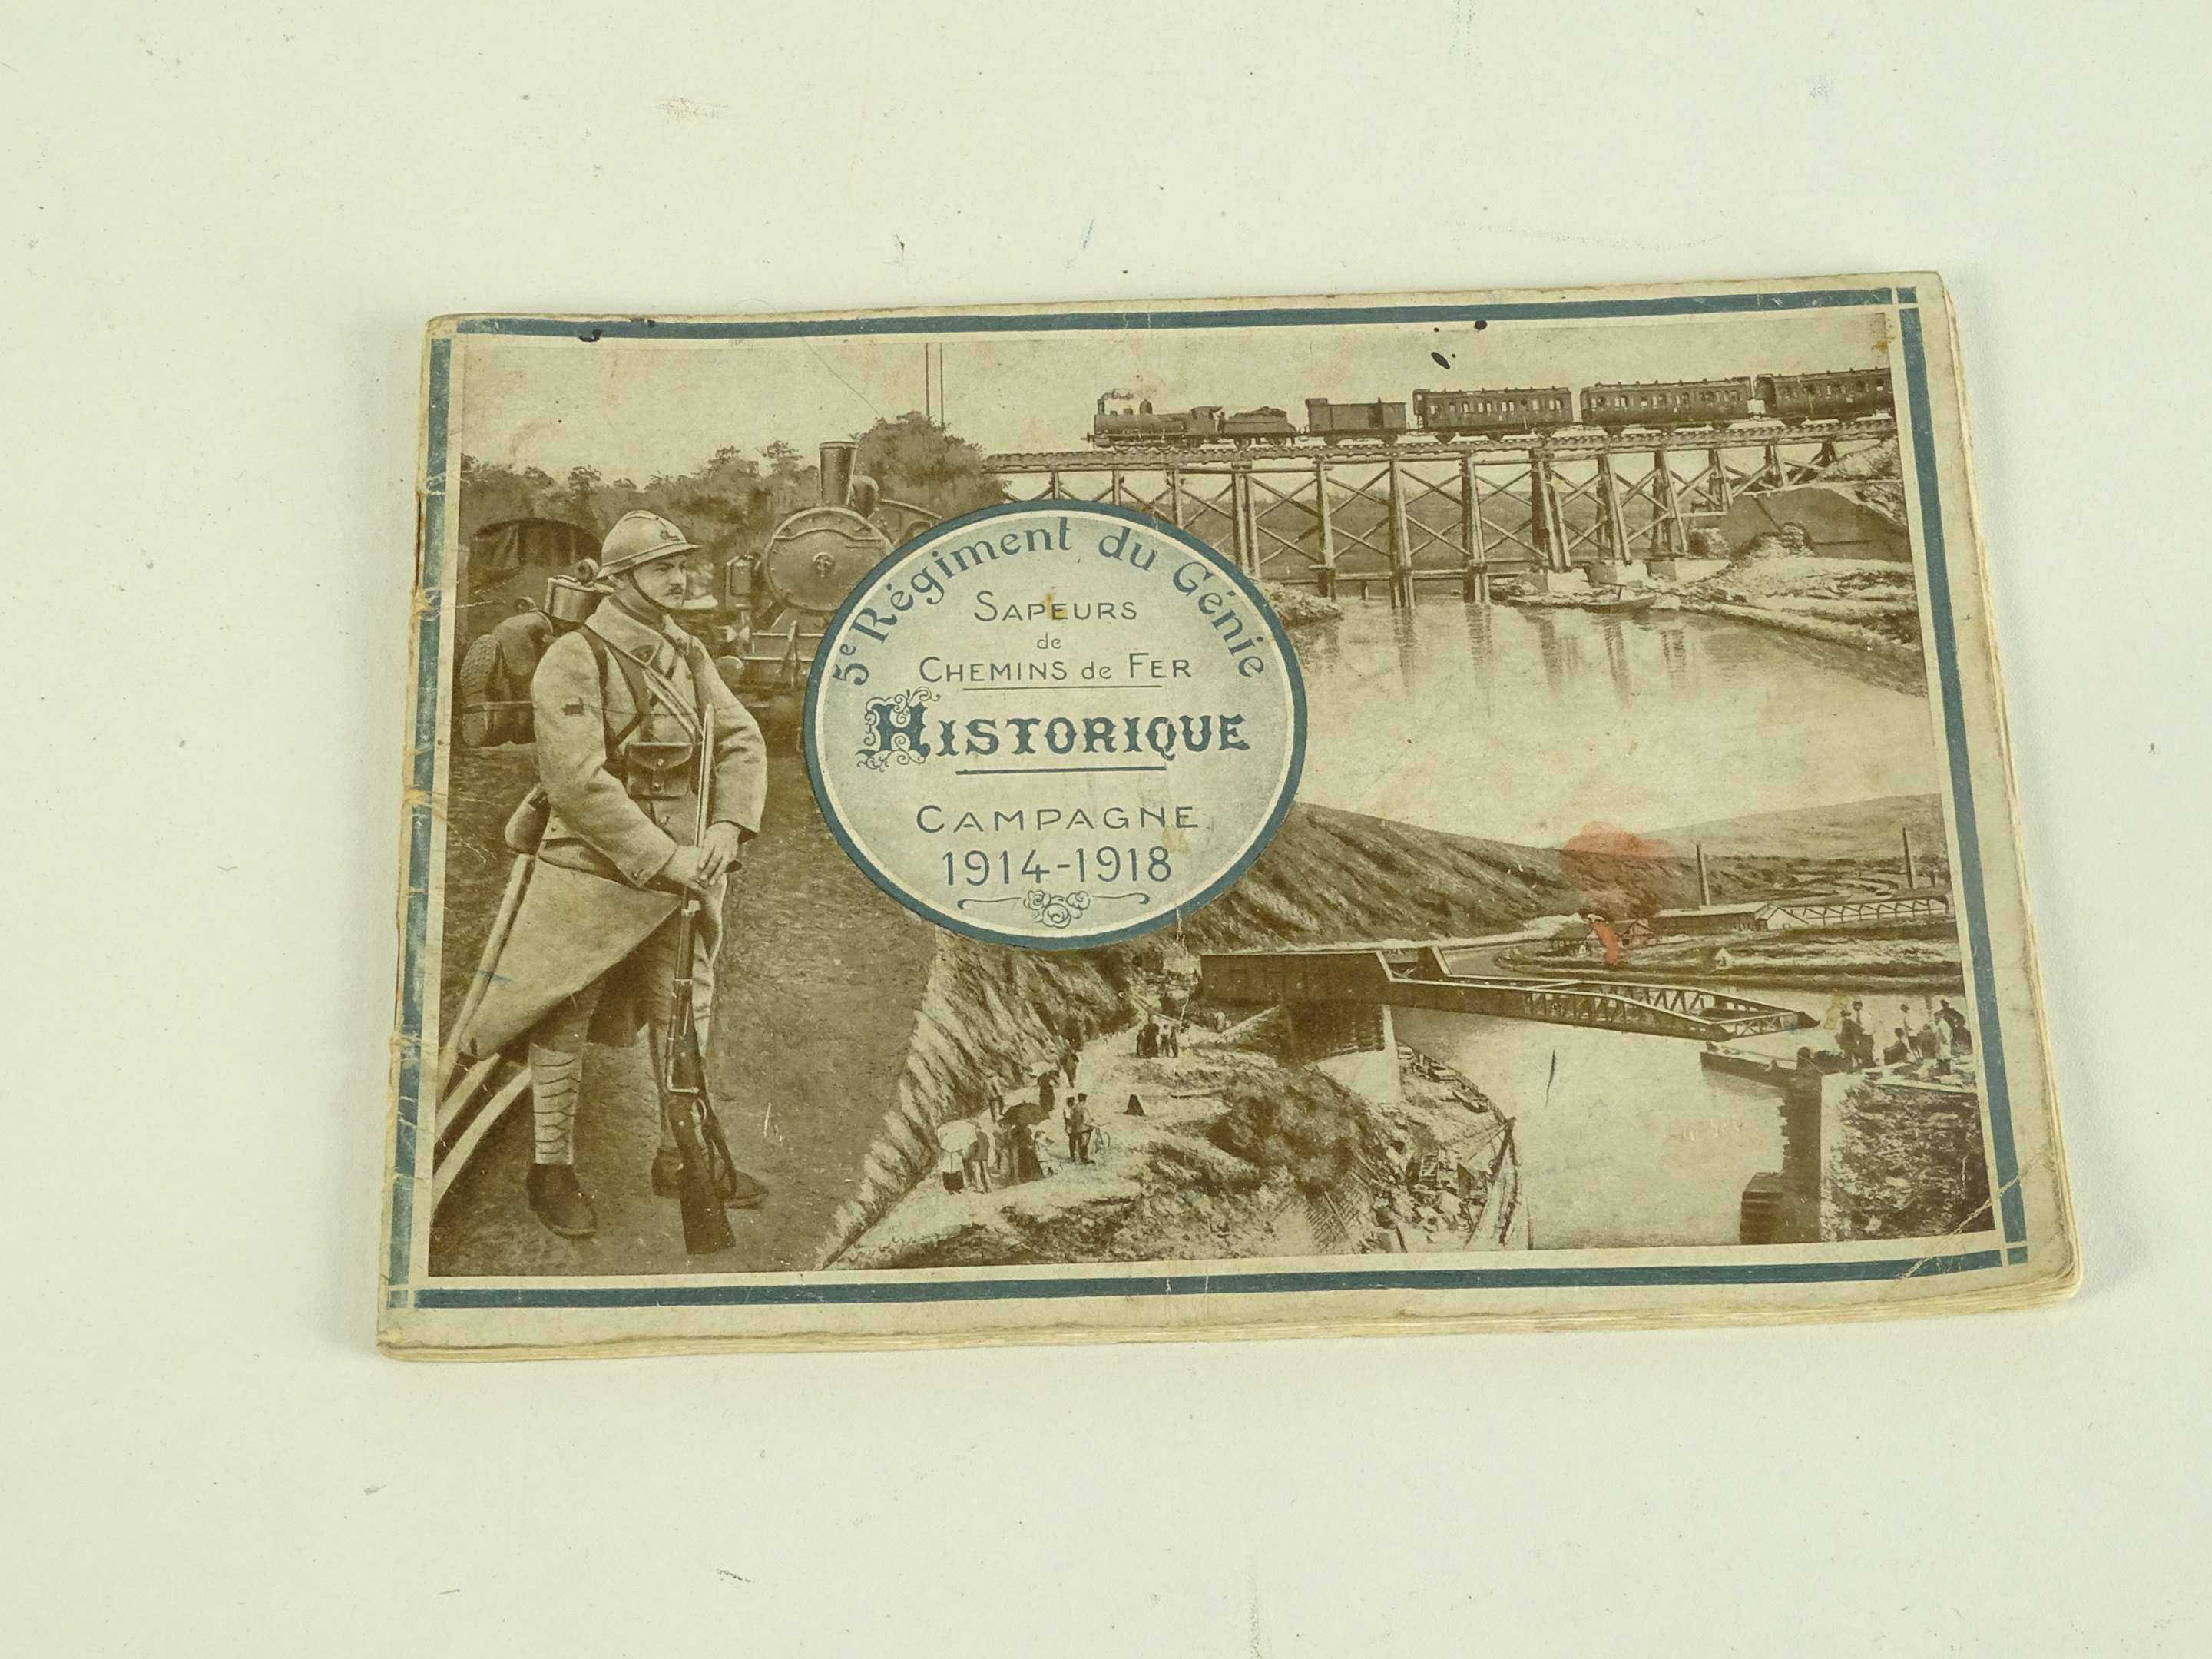 5e Régiment du Génie
SAPEURS
de
CHEMINS de FER
HISTORIQUE
CAMPAGNE
1914-1918